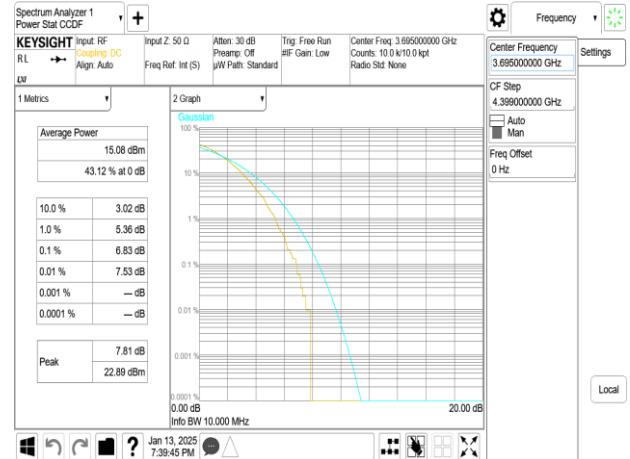 Spectrum Analyzer 1
Power Stat CCDF
Frequency
KEYSIGHT
RL
LXI
Input: RF
Coupling: DC
Align: Auto
Input Z: 50 Ω
Freq Ref: Int (S)
Atten: 30 dB
Preamp: Off
µW Path: Standard
Trig: Free Run
#IF Gain: Low
Center Freq: 3.695000000 GHz
Counts: 10.0 k/10.0 kpt
Radio Std: None
Center Frequency
3.695000000 GHz
Settings
CF Step
4.399000000 GHz
Auto
Man
Freq Offset
0 Hz
1 Metrics
Average Power
15.08 dBm
43.12 % at 0 dB
10.0 % 3.02 dB
1.0 % 5.36 dB
0.1 % 6.83 dB
0.01 % 7.53 dB
0.001 % --- dB
0.0001 % --- dB
Peak
7.81 dB
22.89 dBm
2 Graph
Gaussian
100 %
10 %
1 %
0.1 %
0.01 %
0.001 %
0.0001 %
0.00 dB 20.00 dB
Info BW 10.000 MHz
Local
Jan 13, 2025
7:39:45 PM